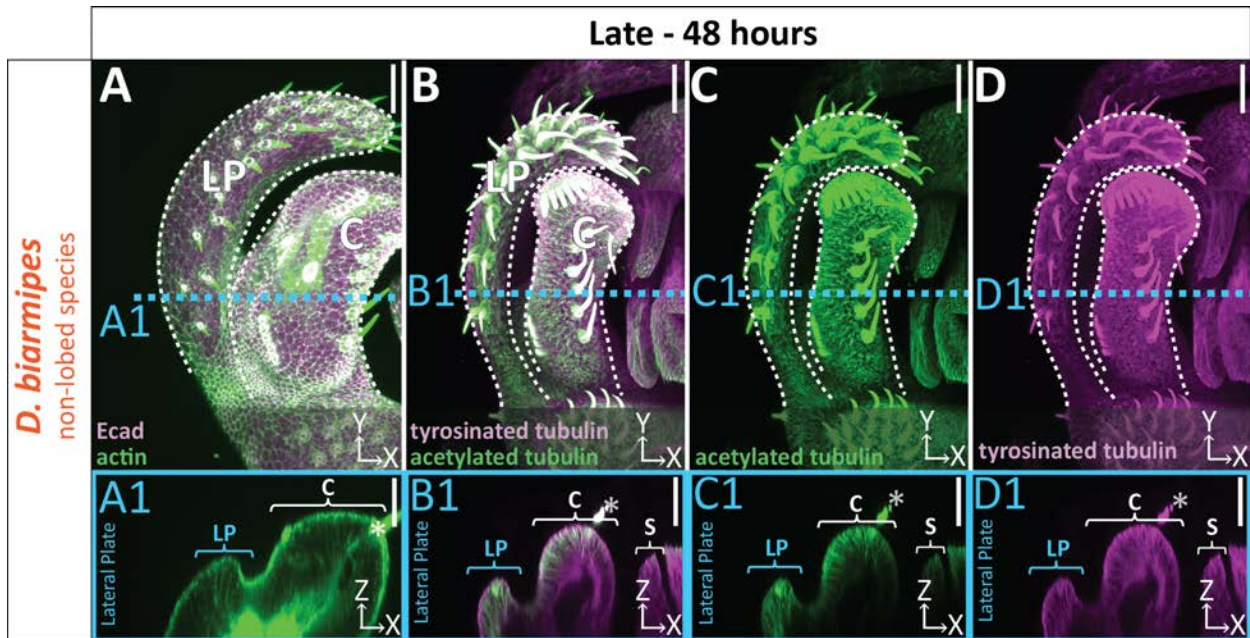 Late - 48 hours
D. biarmipes
non-lobed species
A
LP
C
A1
Ecad
actin
Y
X
B
LP
C
B1
tyrosinated tubulin
acetylated tubulin
Y
X
C
C1
acetylated tubulin
Y
X
D
D1
tyrosinated tubulin
Y
X
A1
Lateral Plate
LP
C
*
Z
X
B1
Lateral Plate
LP
C
*
S
Z
X
C1
Lateral Plate
LP
C
*
S
Z
X
D1
Lateral Plate
LP
C
*
S
Z
X